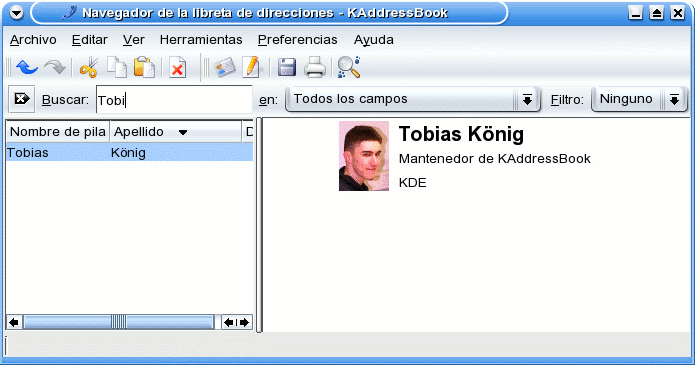 Navegador de la libreta de direcciones - KAddressBook
Archivo Editar Ver Herramientas Preferencias Ayuda
Buscar: Tobi en: Todos los campos Filtro: Ninguno
Nombre de pila Apellido D
Tobias König
Tobias König
Mantenedor de KAddressBook
KDE